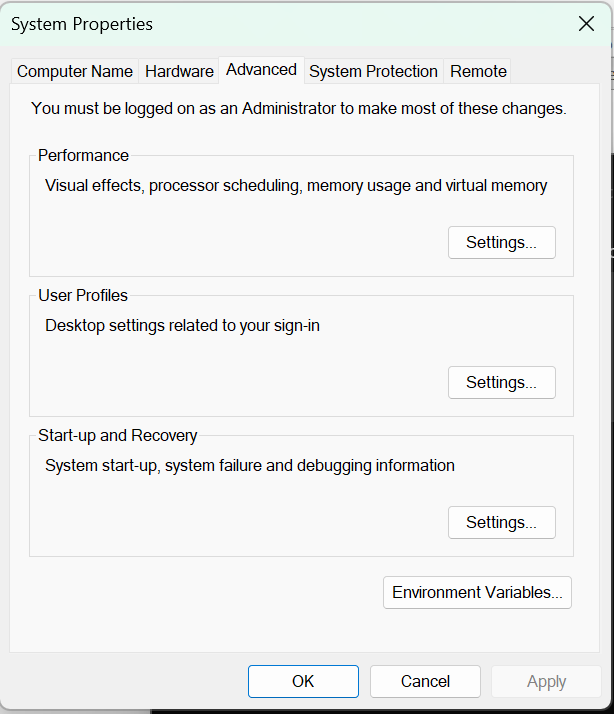 System Properties
Computer Name
Hardware
Advanced
System Protection
Remote
You must be logged on as an Administrator to make most of these changes.
Performance
Visual effects, processor scheduling, memory usage and virtual memory
Settings...
User Profiles
Desktop settings related to your sign-in
Settings...
Start-up and Recovery
System start-up, system failure and debugging information
Settings...
Environment Variables...
OK
Cancel
Apply